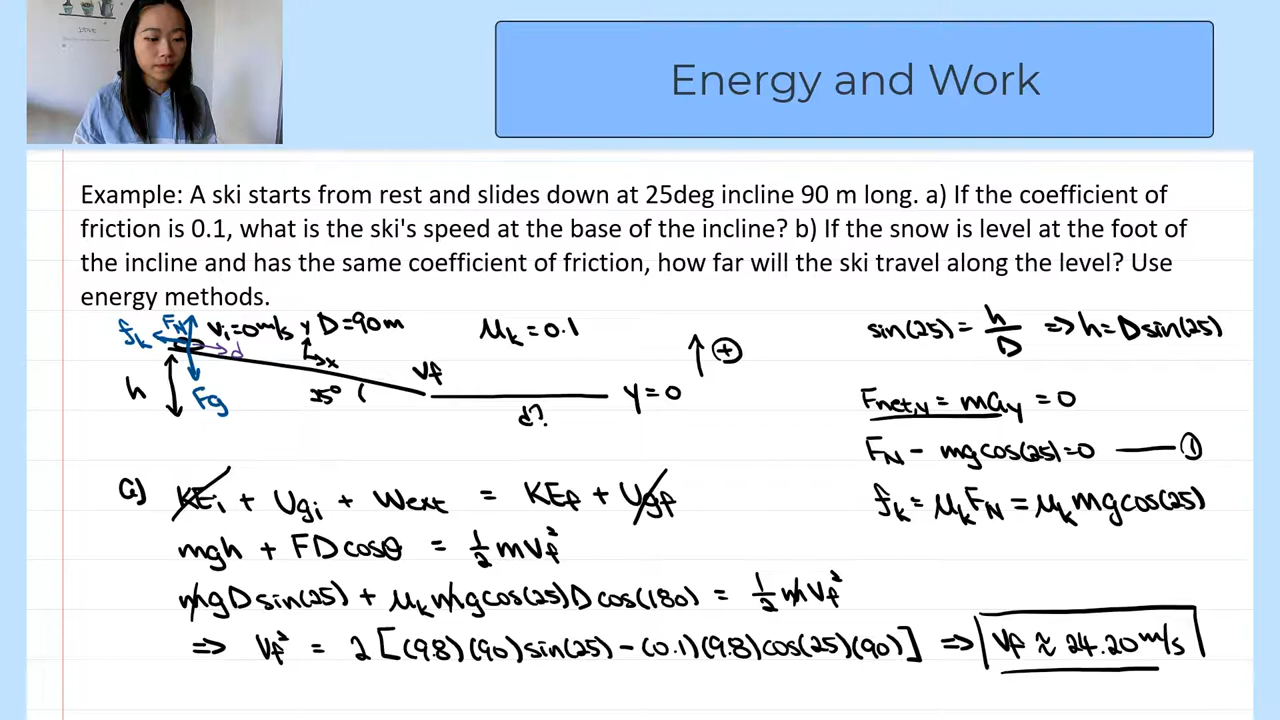 Energy and Work
Example: A ski starts from rest and slides down at 25deg incline 90 m long. a) If the coefficient of
friction is 0.1, what is the ski's speed at the base of the incline? b) If the snow is level at the foot of
the incline and has the same coefficient of friction, how far will the ski travel along the level? Use
energy methods.
fk FN vi=0m/s y D=90m μk=0.1
d x
h Fg 25° Vf d? y=0 +
sin(25) = h/D => h=Dsin(25)
Fnet,y = may = 0
FN - mgcos(25)=0 ①
fk = μkFN = μkmgcos(25)
a) KEi + Ugi + Wext = KEf + Ugf
mgh + FDcosθ = ½mVf²
mgDsin(25) + μkmgcos(25)Dcos(180) = ½mVf²
=> Vf² = 2[(9.8)(90)sin(25)-(0.1)(9.8)cos(25)(90)] => Vf ≈ 24.20m/s